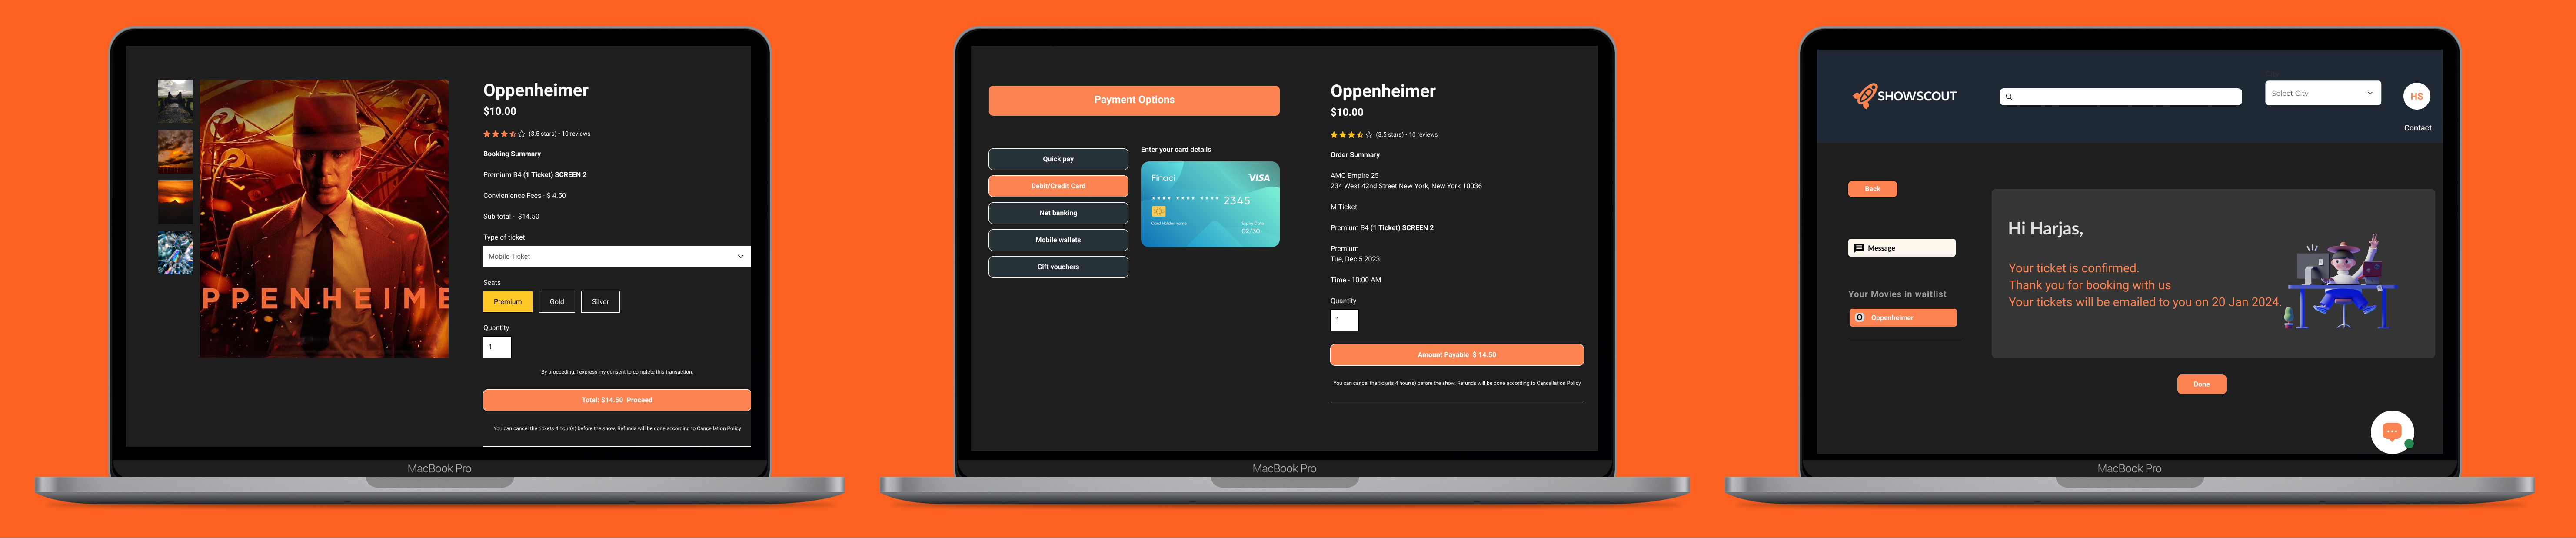 Oppenheimer
$10.00
(3.5 stars) • 10 reviews
Booking Summary
Premium B4 (1 Ticket) SCREEN 2
Convienience Fees - $ 4.50
Sub total - $14.50
Type of ticket
Mobile Ticket
PPENHEIME
Seats
Premium
Gold
Silver
Quantity
1
By proceeding, I express my consent to complete this transaction.
Total: $14.50 Proceed
You can cancel the tickets 4 hour(s) before the show. Refunds will be done according to Cancellation Policy
MacBook Pro
Payment Options
Quick pay
Debit/Credit Card
Net banking
Mobile wallets
Gift vouchers
Enter your card details
Finaci
VISA
**** **** **** 2345
Card Holder name
Expiry Date
02/30
Oppenheimer
$10.00
(3.5 stars) • 10 reviews
Order Summary
AMC Empire 25
234 West 42nd Street New York, New York 10036
M Ticket
Premium B4 (1 Ticket) SCREEN 2
Premium
Tue, Dec 5 2023
Time - 10:00 AM
Quantity
1
Amount Payable $ 14.50
You can cancel the tickets 4 hour(s) before the show. Refunds will be done according to Cancellation Policy
MacBook Pro
SHOWSCOUT
Select City
HS
Contact
Back
Message
Your Movies in waitlist
O Oppenheimer
Hi Harjas,
Your ticket is confirmed.
Thank you for booking with us
Your tickets will be emailed to you on 20 Jan 2024.
Done
MacBook Pro